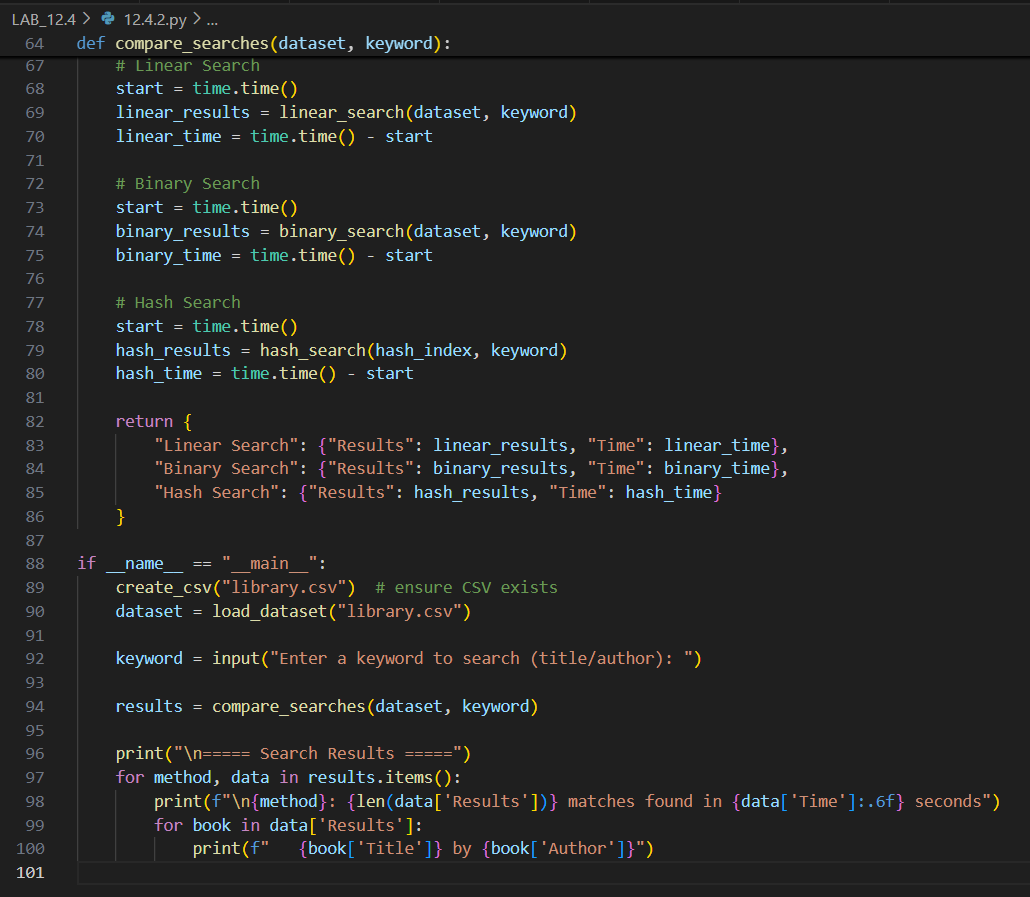 LAB_12.4 > 12.4.2.py > ...
64 def compare_searches(dataset, keyword):
67     # Linear Search
68     start = time.time()
69     linear_results = linear_search(dataset, keyword)
70     linear_time = time.time() - start
71
72     # Binary Search
73     start = time.time()
74     binary_results = binary_search(dataset, keyword)
75     binary_time = time.time() - start
76
77     # Hash Search
78     start = time.time()
79     hash_results = hash_search(hash_index, keyword)
80     hash_time = time.time() - start
81
82     return {
83         "Linear Search": {"Results": linear_results, "Time": linear_time},
84         "Binary Search": {"Results": binary_results, "Time": binary_time},
85         "Hash Search": {"Results": hash_results, "Time": hash_time}
86     }
87
88 if __name__ == "__main__":
89     create_csv("library.csv")  # ensure CSV exists
90     dataset = load_dataset("library.csv")
91
92     keyword = input("Enter a keyword to search (title/author): ")
93
94     results = compare_searches(dataset, keyword)
95
96     print("\n===== Search Results =====")
97     for method, data in results.items():
98         print(f"\n{method}: {len(data['Results'])} matches found in {data['Time']:.6f} seconds")
99         for book in data['Results']:
100             print(f"   {book['Title']} by {book['Author']}")
101